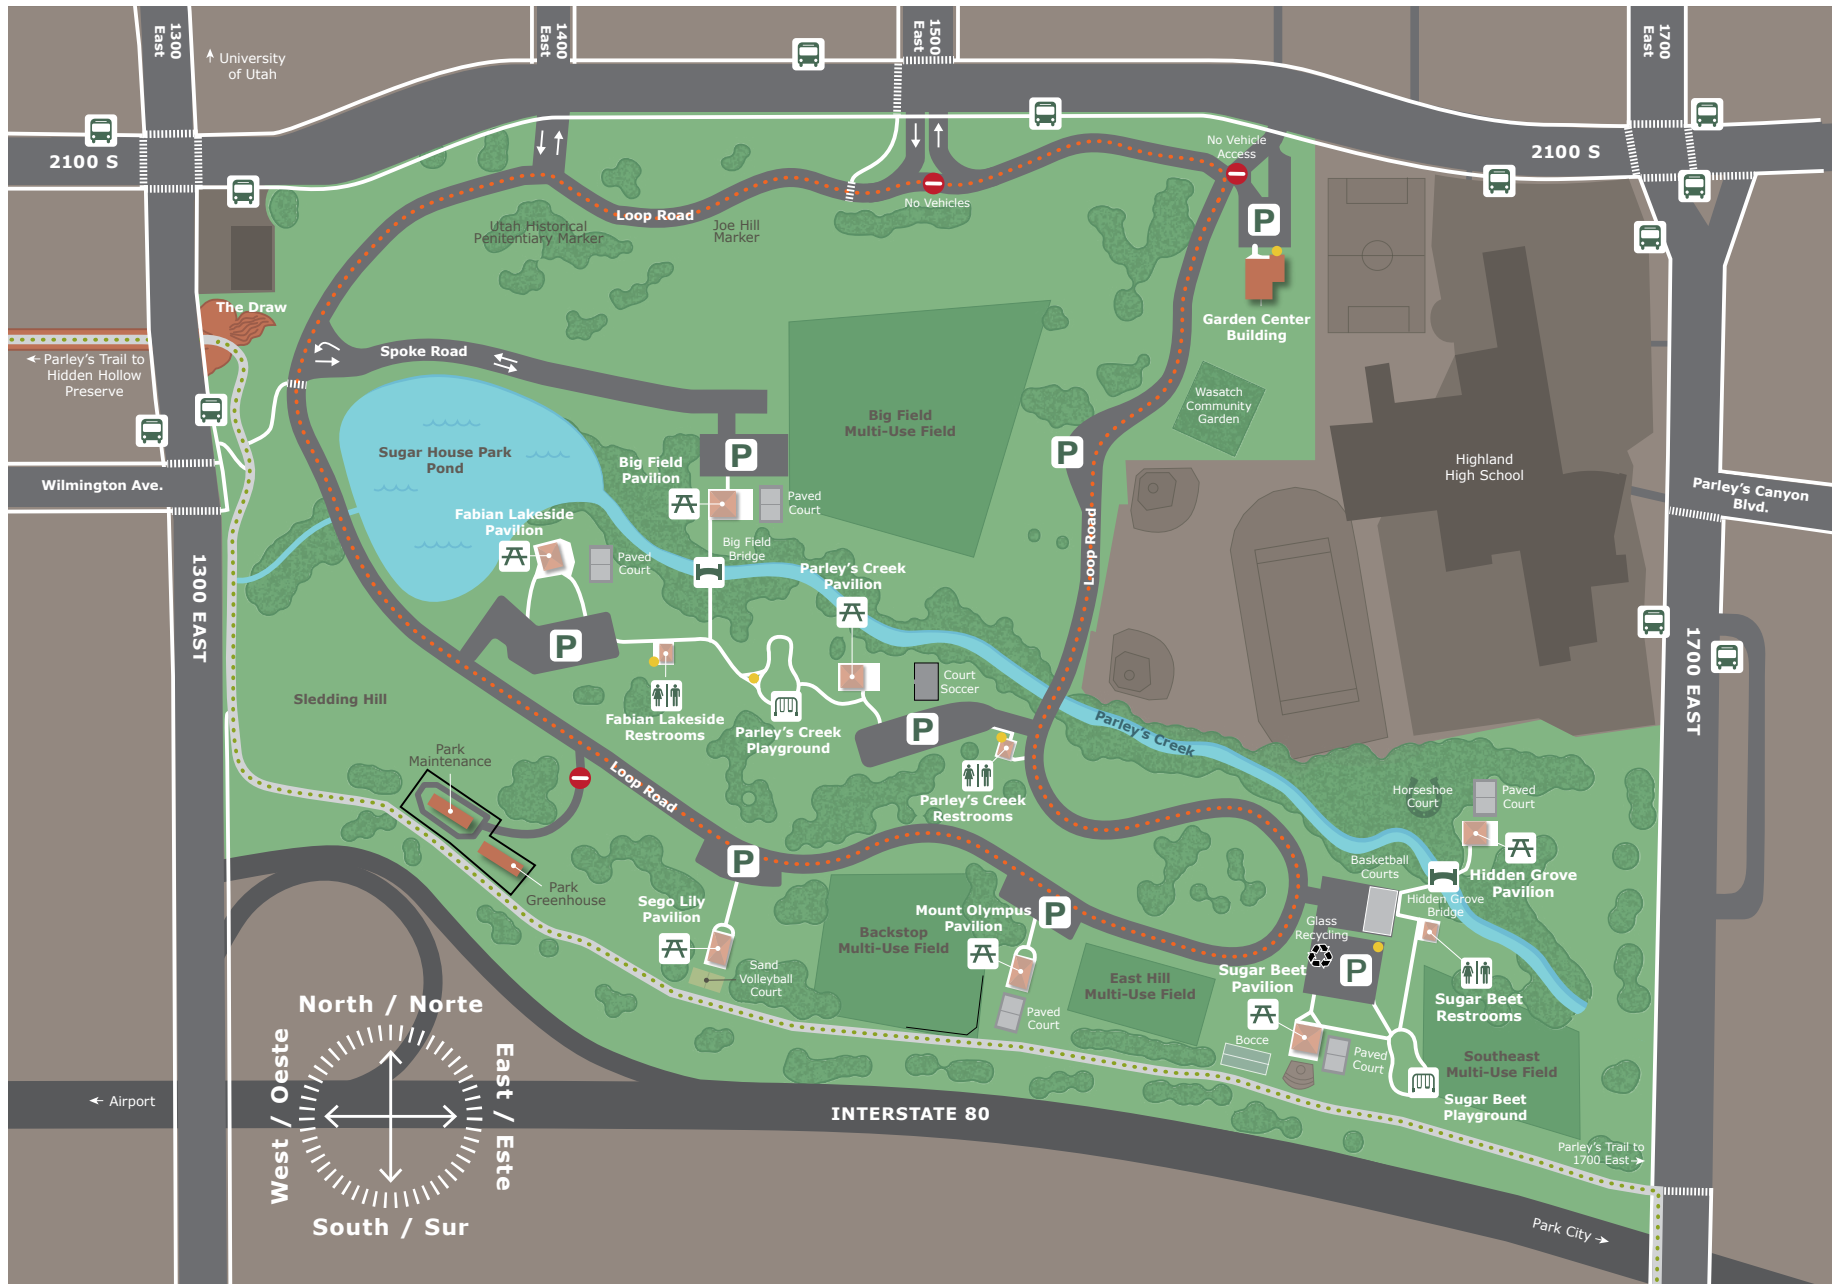 1300
East
University
of Utah
1400
East
1500
East
1700
East
2100 S
2100 S
No Vehicle
Access
No Vehicles
Loop Road
Utah Historical
Penitentiary Marker
Joe Hill
Marker
P
Garden Center
Building
The Draw
Parley's Trail to
Hidden Hollow
Preserve
Spoke Road
Wasatch
Community
Garden
Big Field
Multi-Use Field
Sugar House Park
Pond
P
P
Big Field
Pavilion
Paved
Court
Highland
High School
Wilmington Ave.
Parley's Canyon
Blvd.
Fabian Lakeside
Pavilion
Paved
Court
Big Field
Bridge
Parley's Creek
Pavilion
Loop Road
1300 EAST
1700 EAST
P
Court
Soccer
Sledding Hill
Fabian Lakeside
Restrooms
Parley's Creek
Playground
P
Parley's Creek
Park
Maintenance
Loop Road
Parley's Creek
Restrooms
Horseshoe
Court
Paved
Court
P
Basketball
Courts
Hidden Grove
Pavilion
Park
Greenhouse
Sego Lily
Pavilion
Mount Olympus
Pavilion
P
Hidden Grove
Bridge
Glass
Recycling
Backstop
Multi-Use Field
Sand
Volleyball
Court
East Hill
Multi-Use Field
Sugar Beet
Pavilion
P
Sugar Beet
Restrooms
Paved
Court
Bocce
Paved
Court
Southeast
Multi-Use Field
Sugar Beet
Playground
North / Norte
West / Oeste
East / Este
South / Sur
Airport
INTERSTATE 80
Parley's Trail to
1700 East
Park City